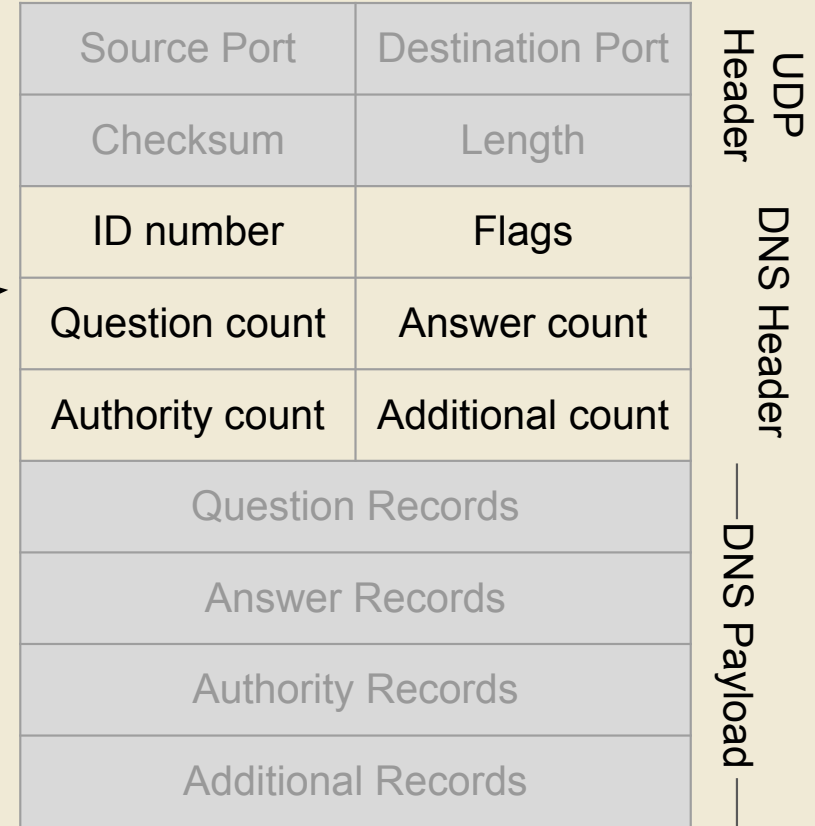 Source Port
Destination Port
Checksum
Length
ID number
Flags
Question count
Answer count
Authority count
Additional count
Question Records
Answer Records
Authority Records
Additional Records
UDP
Header
DNS Header
DNS Payload